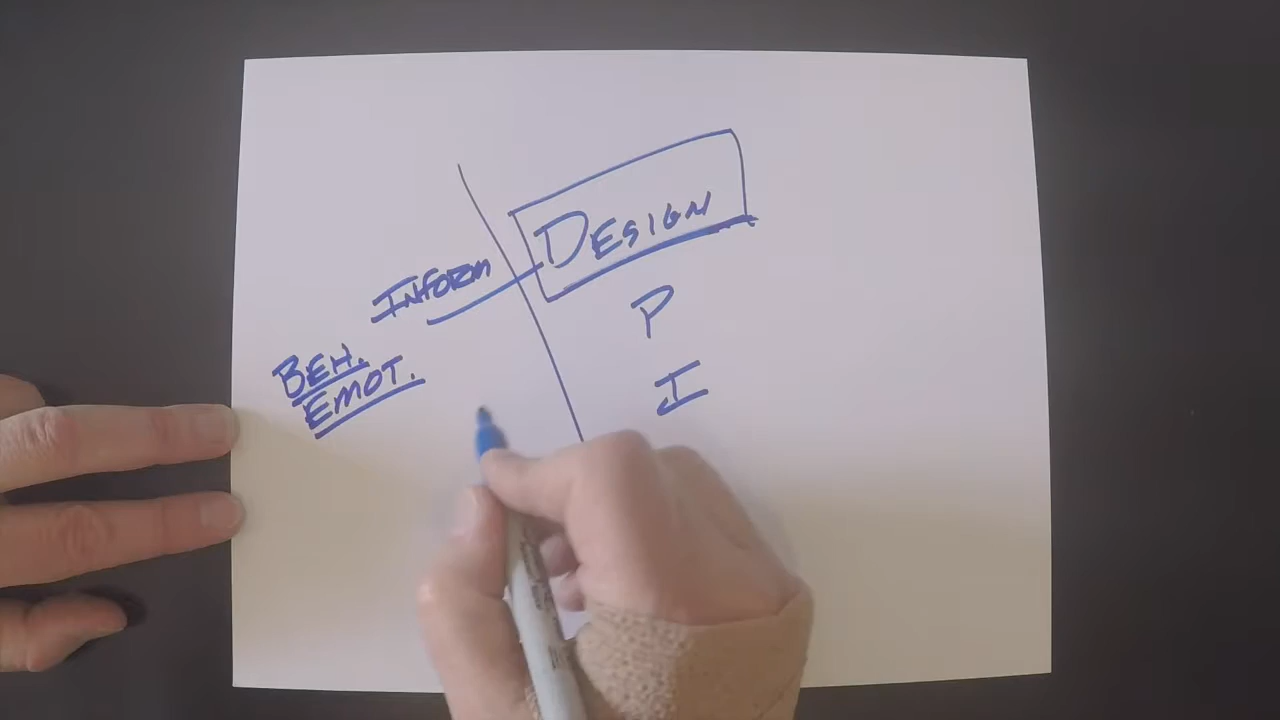 DESIGN
INFORM
P
BEH.
EMOT.
I